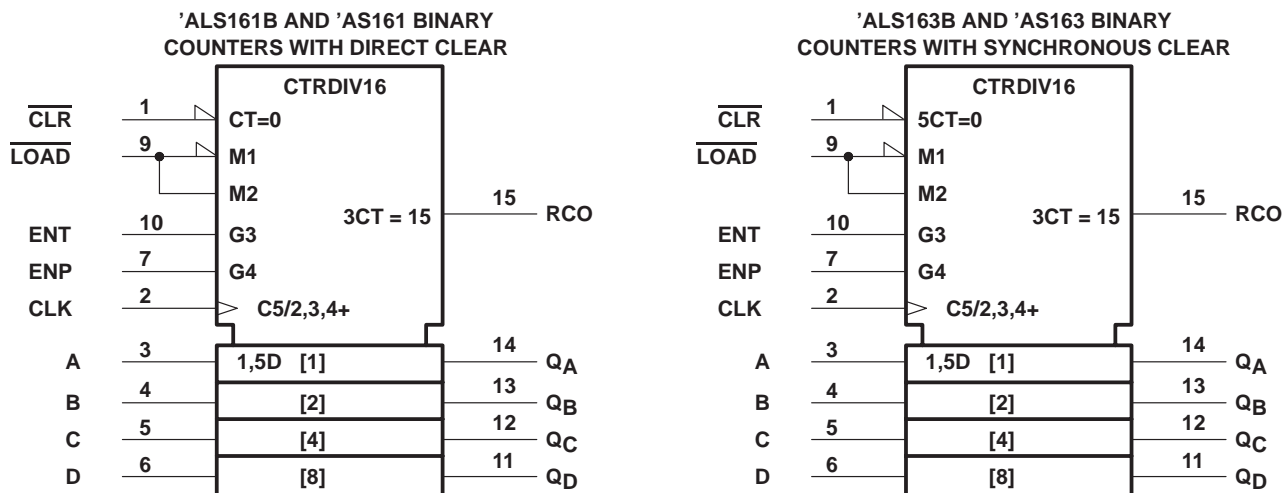 'ALS161B AND 'AS161 BINARY
COUNTERS WITH DIRECT CLEAR
CTRDIV16
CLR 1 CT=0
LOAD 9 M1
M2
3CT = 15 15 RCO
ENT 10 G3
ENP 7 G4
CLK 2 C5/2,3,4+
A 3 1,5D [1] 14 QA
B 4 [2] 13 QB
C 5 [4] 12 QC
D 6 [8] 11 QD
'ALS163B AND 'AS163 BINARY
COUNTERS WITH SYNCHRONOUS CLEAR
CTRDIV16
CLR 1 5CT=0
LOAD 9 M1
M2
3CT = 15 15 RCO
ENT 10 G3
ENP 7 G4
CLK 2 C5/2,3,4+
A 3 1,5D [1] 14 QA
B 4 [2] 13 QB
C 5 [4] 12 QC
D 6 [8] 11 QD